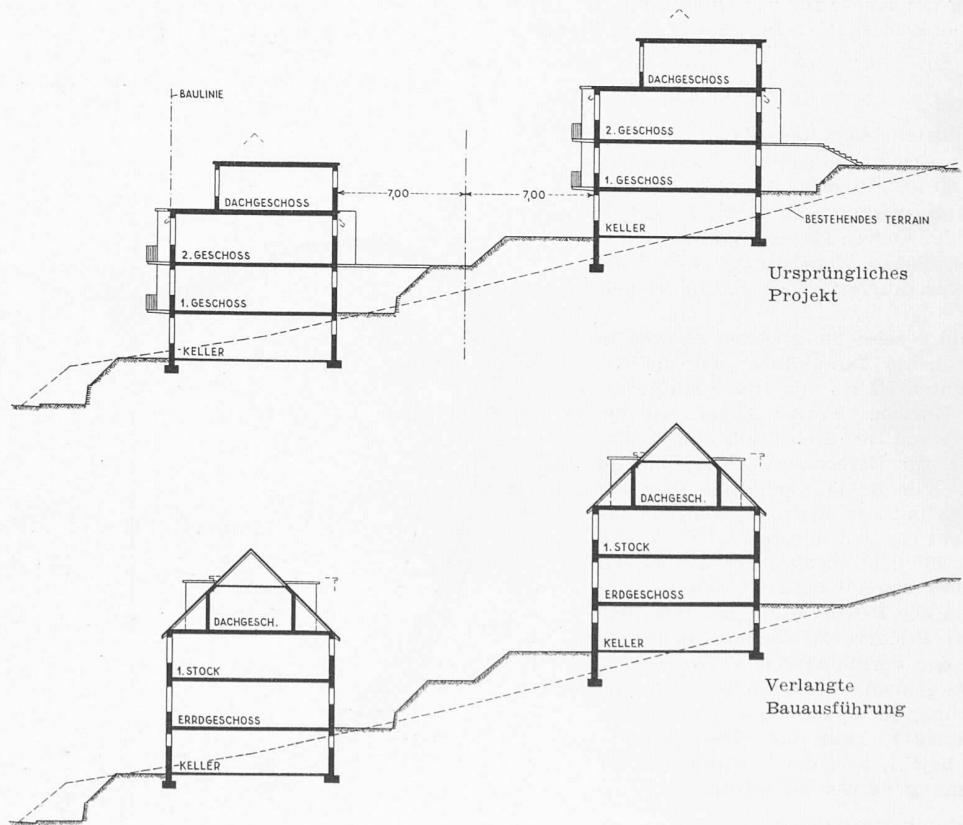 DACHGESCHOSS
BAULINIE
2. GESCHOSS
1. GESCHOSS
7,00
7,00
DACHGESCHOSS
BESTEHENDES TERRAIN
KELLER
2. GESCHOSS
Ursprüngliches
Projekt
1. GESCHOSS
KELLER
DACHGESCH.
1. STOCK
ERDGESCHOSS
DACHGESCH.
KELLER
1. STOCK
Verlangte
Bauausführung
ERRDGESCHOSS
KELLER